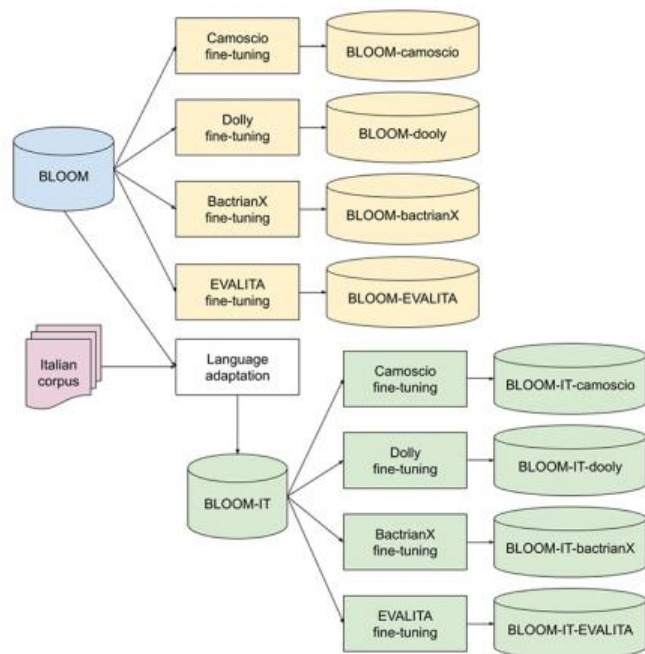 Camoscio
fine-tuning
BLOOM-camoscio
Dolly
fine-tuning
BLOOM-dooly
BLOOM
BactrianX
fine-tuning
BLOOM-bactrianX
EVALITA
fine-tuning
BLOOM-EVALITA
Italian
corpus
Language
adaptation
Camoscio
fine-tuning
BLOOM-IT-camoscio
Dolly
fine-tuning
BLOOM-IT-dooly
BLOOM-IT
BactrianX
fine-tuning
BLOOM-IT-bactrianX
EVALITA
fine-tuning
BLOOM-IT-EVALITA